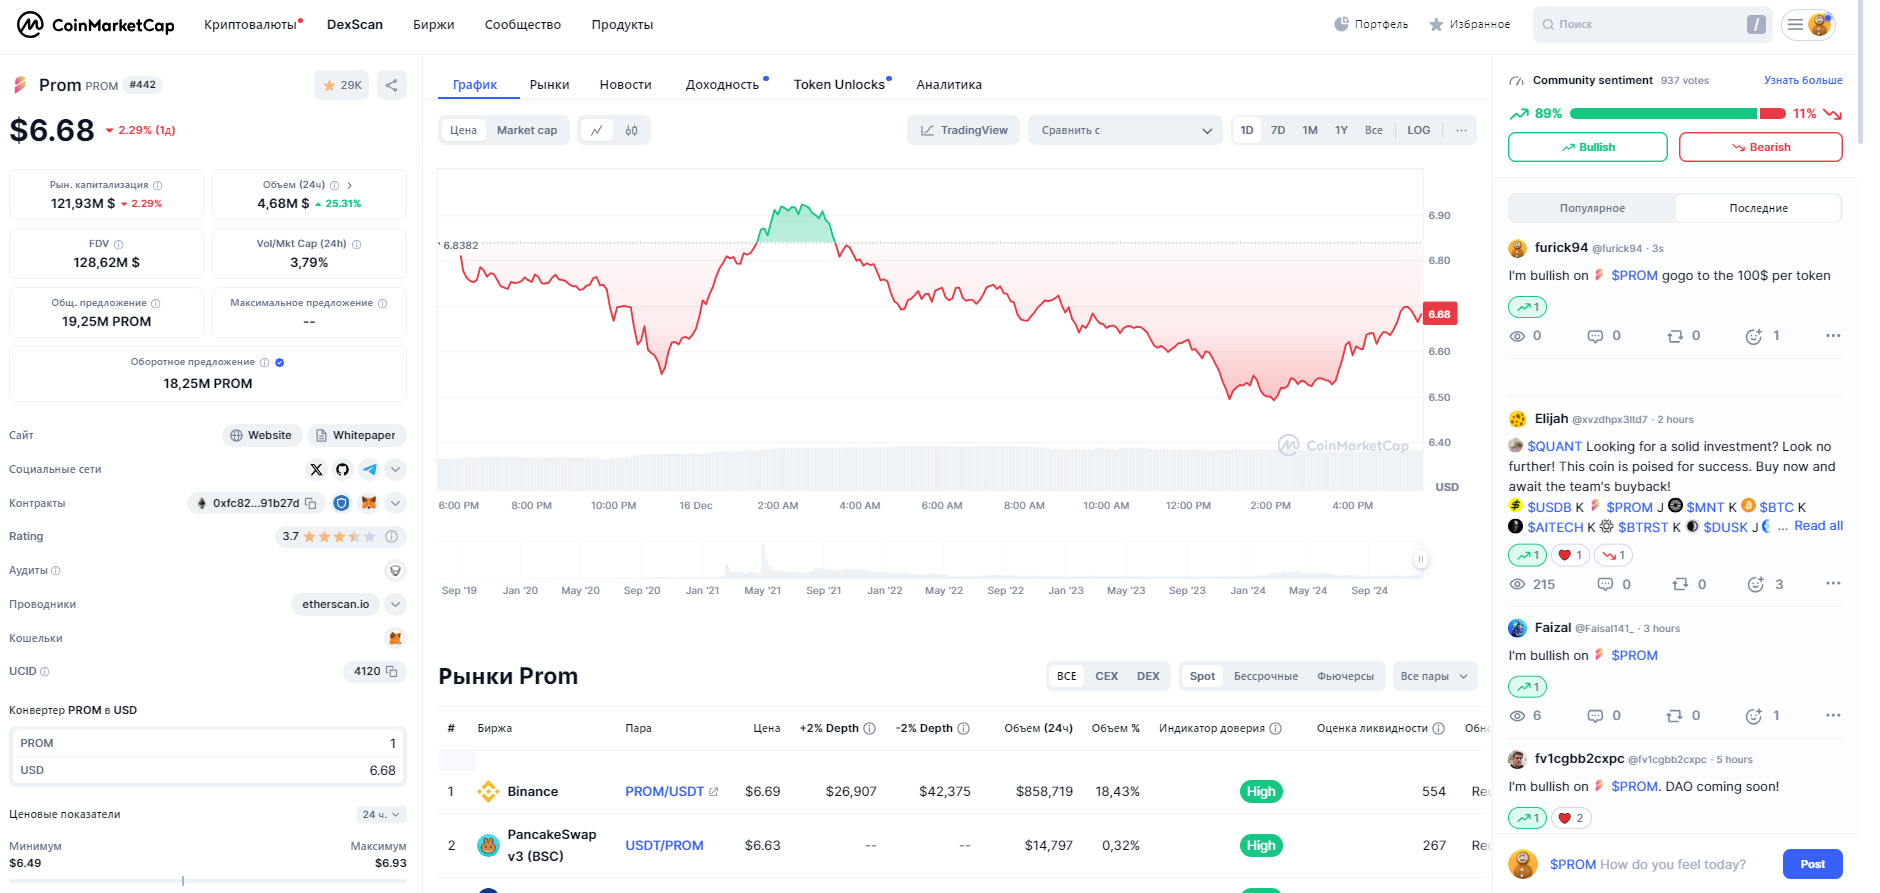 CoinMarketCap
Криптовалюты
DexScan
Биржи
Сообщество
Продукты
Портфель
Избранное
Поиск
/
Prom PROM #442
29K
$6.68 2.29% (1д)
Рын. капитализация
121,93M $ 2.29%
Объем (24ч)
4,68M $ 25.31%
FDV
128,62M $
Vol/Mkt Cap (24h)
3,79%
Общ. предложение
19,25M PROM
Максимальное предложение
--
Оборотное предложение
18,25M PROM
Сайт
Website
Whitepaper
Социальные сети
Контракты
0xfc82...91b27d
Rating
3.7
Аудиты
Проводники
etherscan.io
Кошельки
UCID
4120
Конвертер PROM в USD
PROM 1
USD 6.68
Ценовые показатели
24 ч.
Минимум
$6.49
Максимум
$6.93
График
Рынки
Новости
Доходность
Token Unlocks
Аналитика
Цена
Market cap
TradingView
Сравнить с
1D 7D 1M 1Y Все LOG ...
6.8382
6.90
6.80
6.68
6.60
6.50
6.40
USD
CoinMarketCap
6:00 PM 8:00 PM 10:00 PM 16 Dec 2:00 AM 4:00 AM 6:00 AM 8:00 AM 10:00 AM 12:00 PM 2:00 PM 4:00 PM
Sep '19 Jan '20 May '20 Sep '20 Jan '21 May '21 Sep '21 Jan '22 May '22 Sep '22 Jan '23 May '23 Sep '23 Jan '24 May '24 Sep '24
Рынки Prom
ВСЕ CEX DEX
Spot Бессрочные Фьючерсы
Все пары
# Биржа Пара Цена +2% Depth -2% Depth Объем (24ч) Объем % Индикатор доверия Оценка ликвидности
1 Binance PROM/USDT $6.69 $26,907 $42,375 $858,719 18,43% High 554
2 PancakeSwap v3 (BSC) USDT/PROM $6.63 -- -- $14,797 0,32% High 267
Community sentiment 937 votes
Узнать больше
89%
11%
Bullish
Bearish
Популярное
Последние
furick94 @furick94 · 3s
I'm bullish on $PROM gogo to the 100$ per token
1
0 0 0 1 ...
Elijah @xvzdhpx3ltd7 · 2 hours
$QUANT Looking for a solid investment? Look no
further! This coin is poised for success. Buy now and
await the team's buyback!
$USDB K $PROM J $MNT K $BTC K
$AITECH K $BTRST K $DUSK J ... Read all
1 1 1
215 0 0 3 ...
Faizal @Faisal141_ · 3 hours
I'm bullish on $PROM
1
6 0 0 1 ...
fv1cgbb2cxpc @fv1cgbb2cxpc · 5 hours
I'm bullish on $PROM. DAO coming soon!
1 2
$PROM How do you feel today?
Post